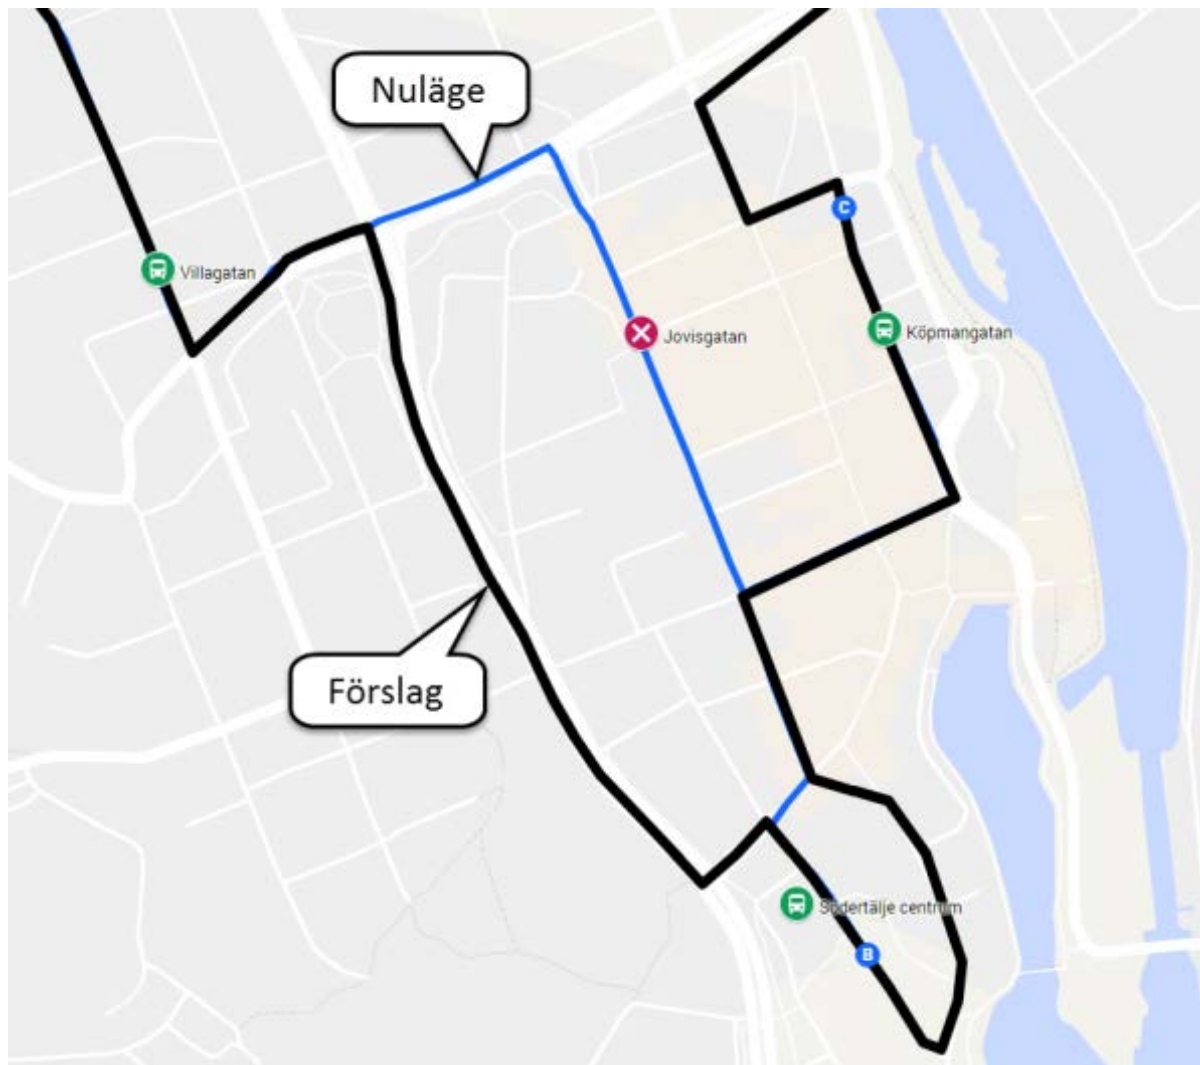 Nuläge
C
Villagatan
Jovisgatan
Köpmangatan
Förslag
Södertälje centrum
B